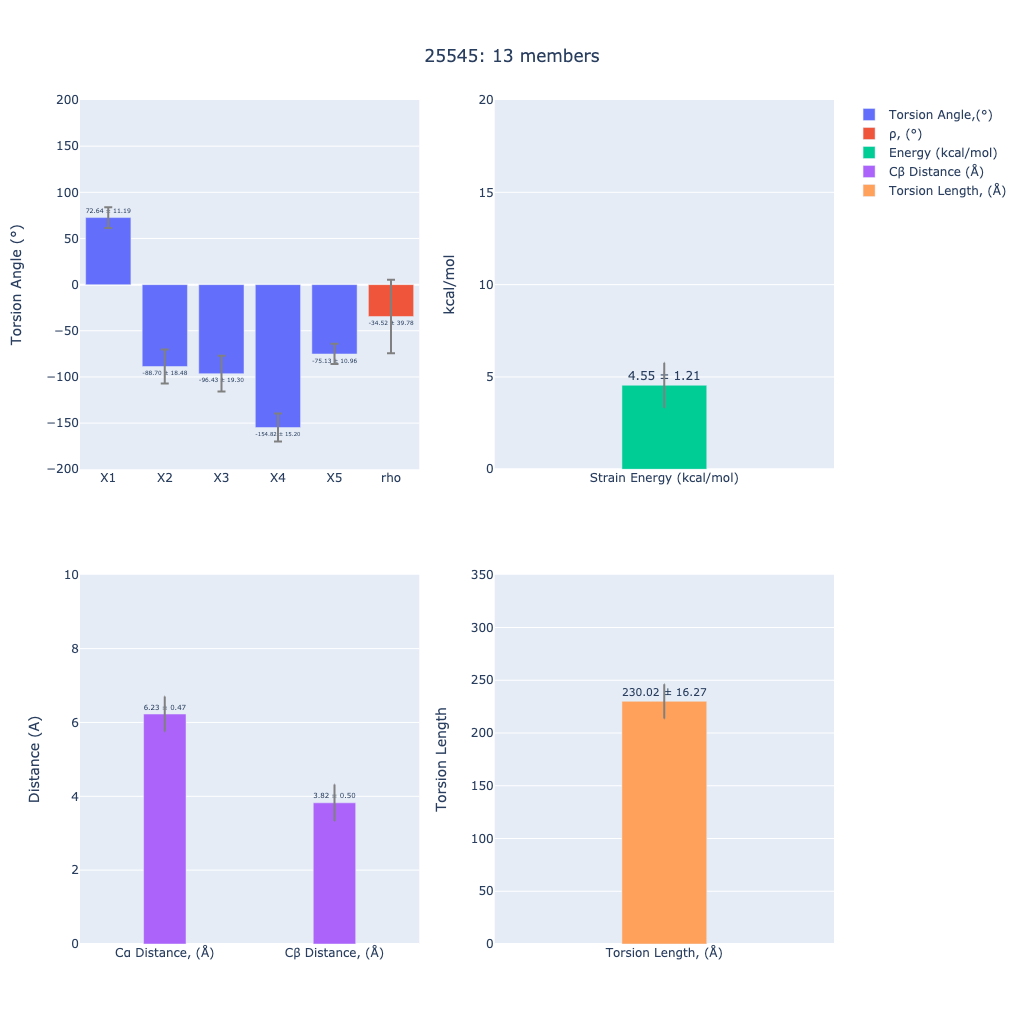 25545: 13 members
Torsion Angle (°)
200
150
100
50
0
−50
−100
−150
−200
72.64 ± 11.19
-88.70 ± 18.48
-96.43 ± 19.30
-154.82 ± 15.20
-75.13 ± 10.96
-34.52 ± 39.78
X1 X2 X3 X4 X5 rho
kcal/mol
20
15
10
5
0
4.55 ± 1.21
Strain Energy (kcal/mol)
Torsion Angle,(°)
ρ, (°)
Energy (kcal/mol)
Cβ Distance (Å)
Torsion Length, (Å)
Distance (A)
10
8
6
4
2
0
6.23 ± 0.47
3.82 ± 0.50
Cα Distance, (Å) Cβ Distance, (Å)
Torsion Length
350
300
250
200
150
100
50
0
230.02 ± 16.27
Torsion Length, (Å)